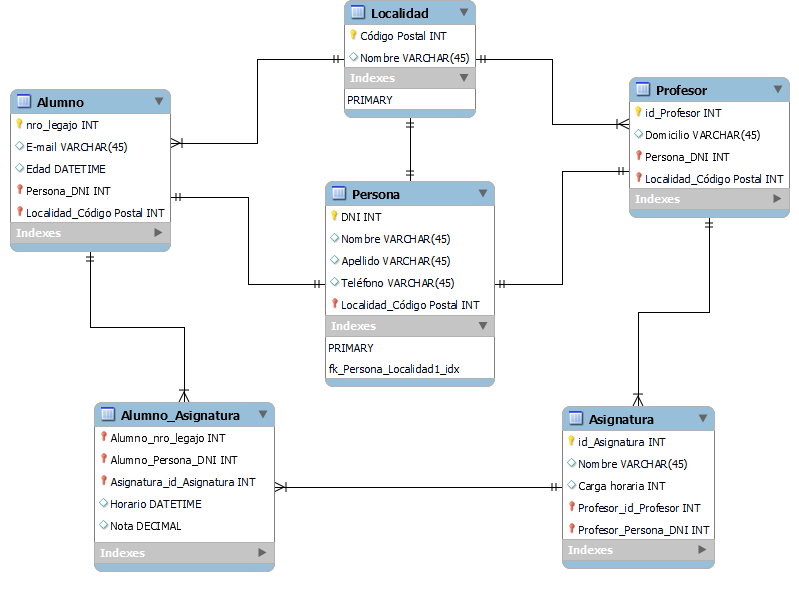 Localidad
Código Postal INT
Nombre VARCHAR(45)
Indexes
PRIMARY
Alumno
nro_legajo INT
E-mail VARCHAR(45)
Edad DATETIME
Persona_DNI INT
Localidad_Código Postal INT
Indexes
Profesor
id_Profesor INT
Domicilio VARCHAR(45)
Persona_DNI INT
Localidad_Código Postal INT
Indexes
Persona
DNI INT
Nombre VARCHAR(45)
Apellido VARCHAR(45)
Teléfono VARCHAR(45)
Localidad_Código Postal INT
Indexes
PRIMARY
fk_Persona_Localidad1_idx
Alumno_Asignatura
Alumno_nro_legajo INT
Alumno_Persona_DNI INT
Asignatura_id_Asignatura INT
Horario DATETIME
Nota DECIMAL
Indexes
Asignatura
id_Asignatura INT
Nombre VARCHAR(45)
Carga horaria INT
Profesor_id_Profesor INT
Profesor_Persona_DNI INT
Indexes